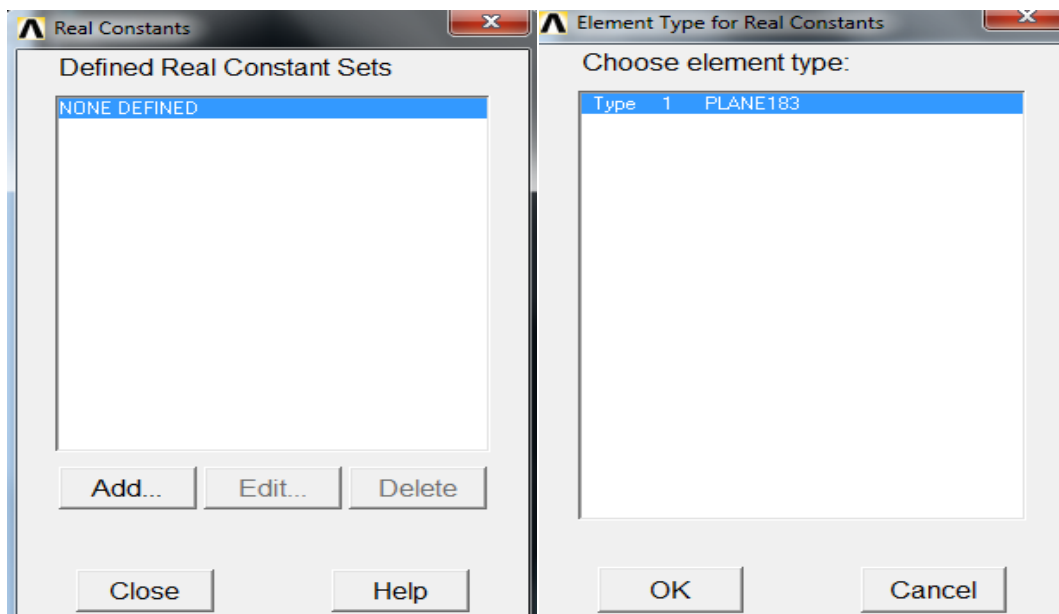 Real Constants
Defined Real Constant Sets
NONE DEFINED
Add...
Edit...
Delete
Close
Help
Element Type for Real Constants
Choose element type:
Type 1 PLANE183
OK
Cancel